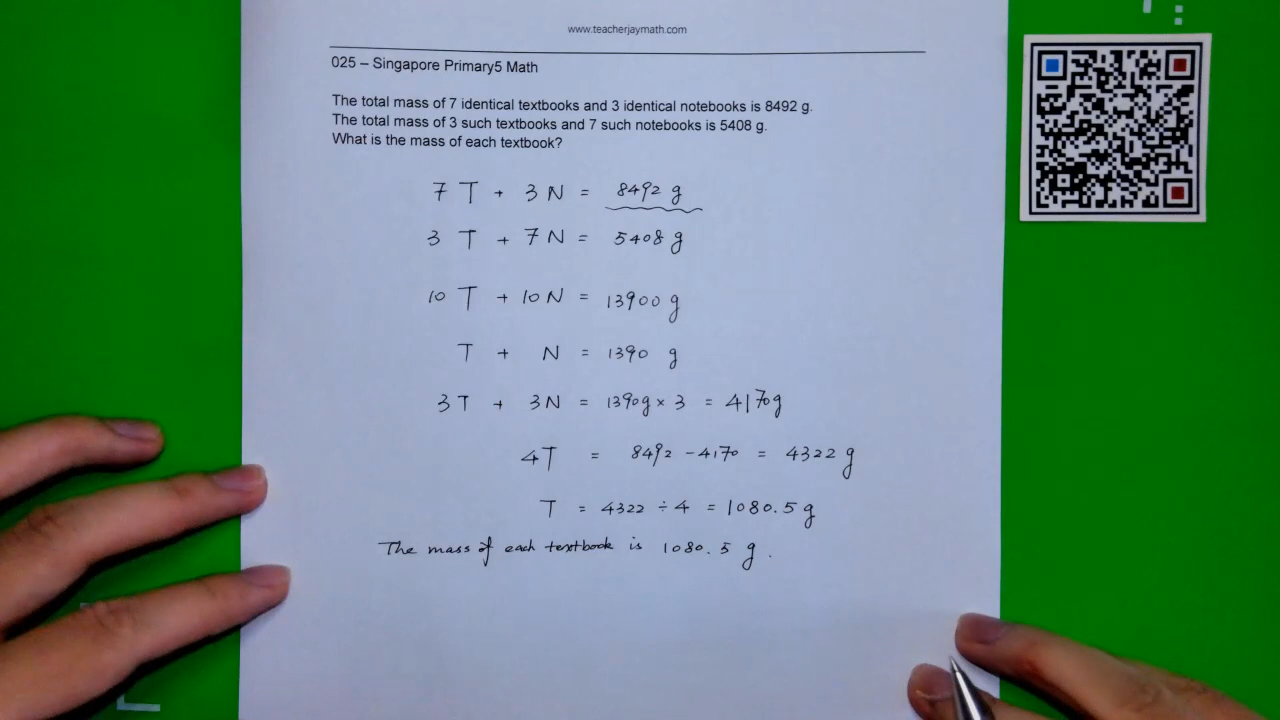 www.teacherjaymath.com
025 – Singapore Primary5 Math
The total mass of 7 identical textbooks and 3 identical notebooks is 8492 g.
The total mass of 3 such textbooks and 7 such notebooks is 5408 g.
What is the mass of each textbook?
7 T + 3 N = 8492 g
3 T + 7 N = 5408 g
10 T + 10 N = 13900 g
T + N = 1390 g
3T + 3N = 1390g × 3 = 4170g
4T = 8492 - 4170 = 4322 g
T = 4322 ÷ 4 = 1080.5 g
The mass of each textbook is 1080.5 g.